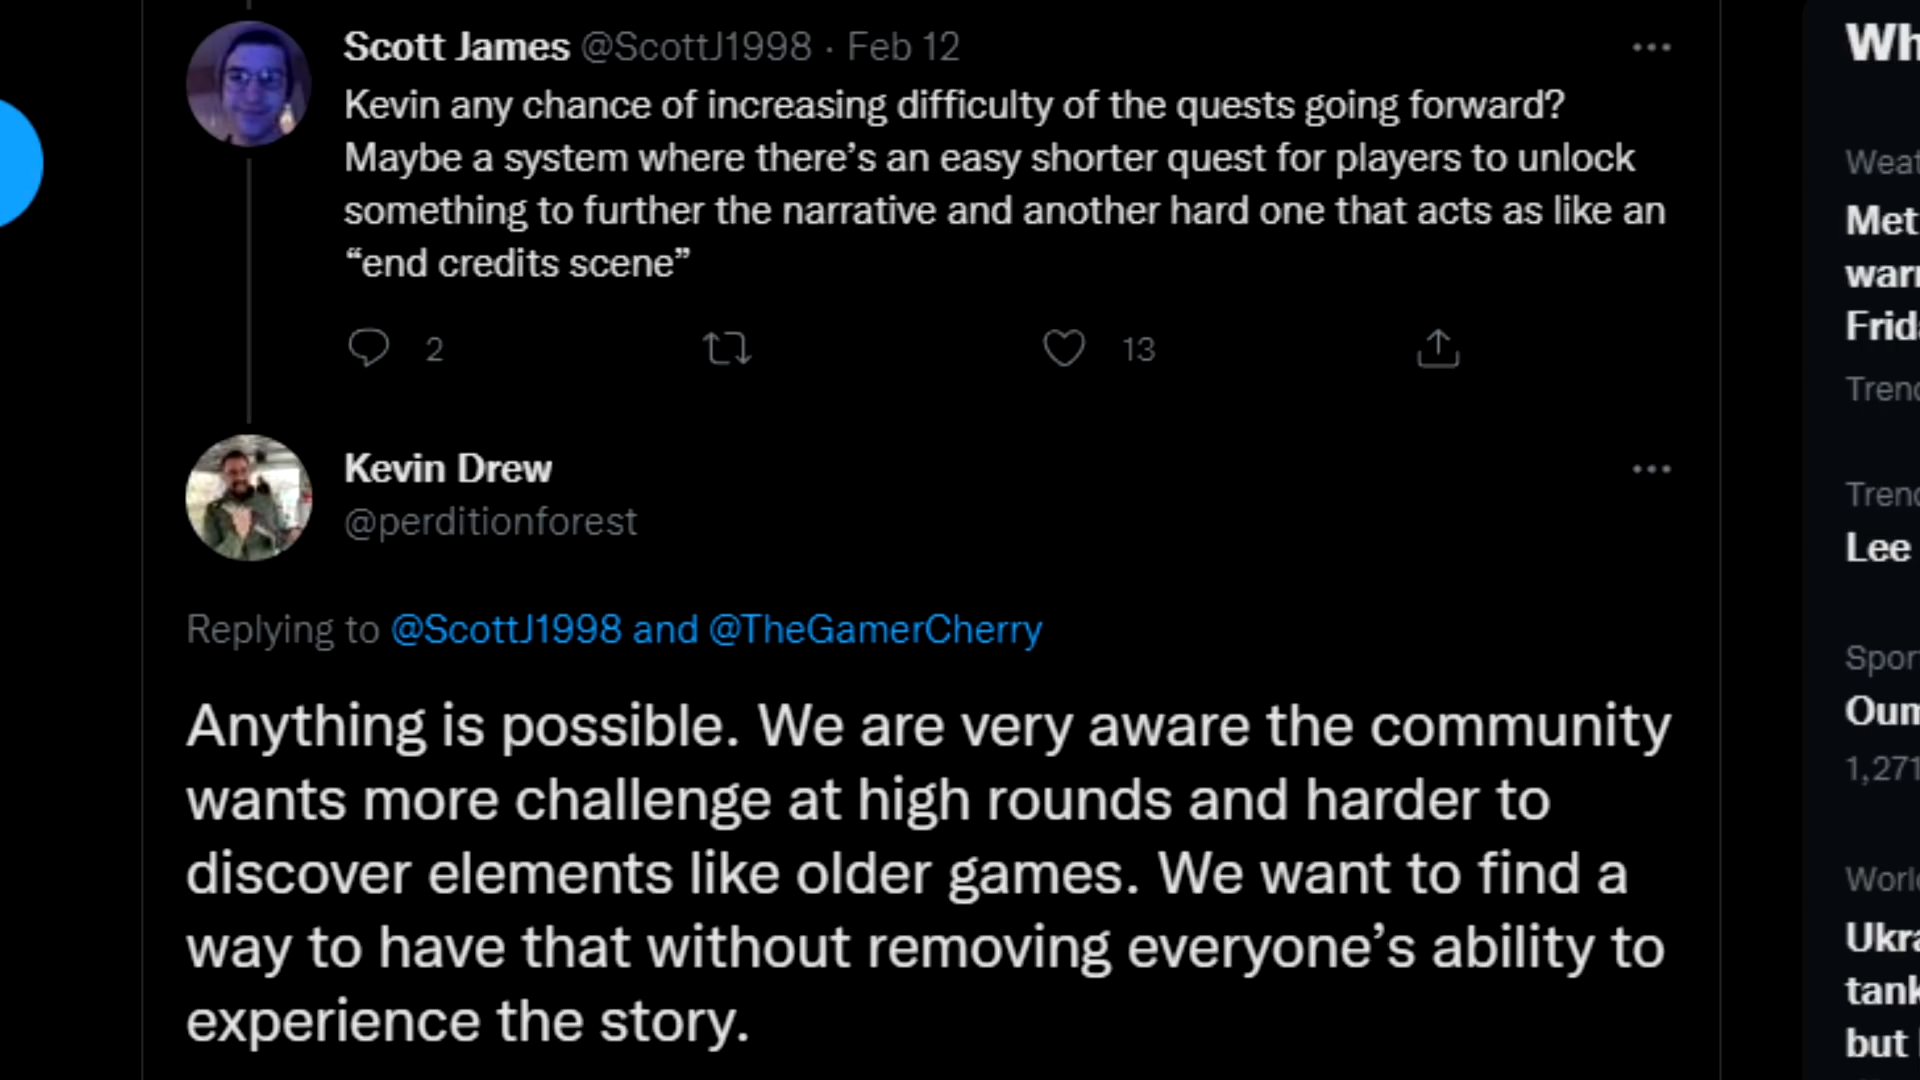 Scott James @ScottJ1998 · Feb 12
Kevin any chance of increasing difficulty of the quests going forward?
Maybe a system where there’s an easy shorter quest for players to unlock
something to further the narrative and another hard one that acts as like an
“end credits scene”
2 13
Kevin Drew
@perditionforest
Replying to @ScottJ1998 and @TheGamerCherry
Anything is possible. We are very aware the community
wants more challenge at high rounds and harder to
discover elements like older games. We want to find a
way to have that without removing everyone’s ability to
experience the story.
Lee
1,271
but